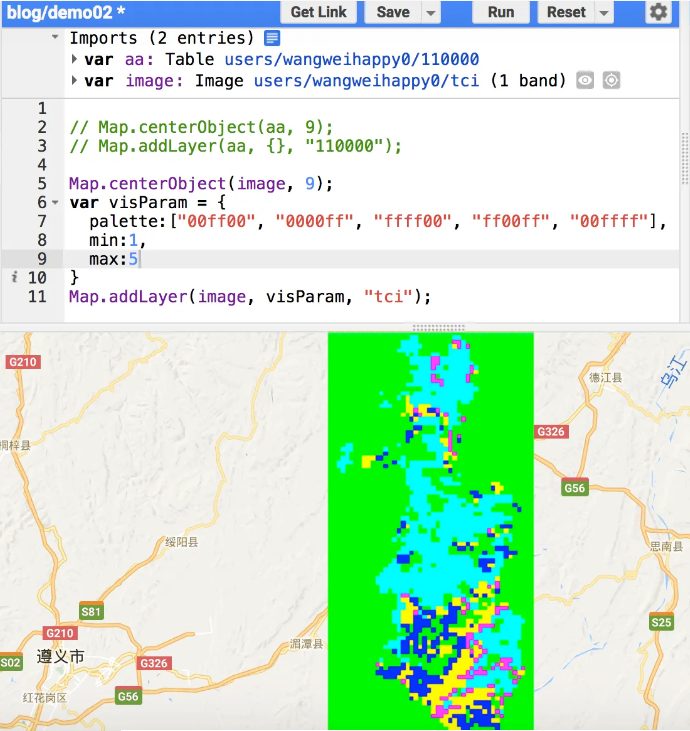 blog/demo02 *
Get Link
Save
Run
Reset
Imports (2 entries)
var aa: Table users/wangweihappy0/110000
var image: Image users/wangweihappy0/tci (1 band)
1
2 // Map.centerObject(aa, 9);
3 // Map.addLayer(aa, {}, "110000");
4
5 Map.centerObject(image, 9);
6 var visParam = {
7 palette:["00ff00", "0000ff", "ffff00", "ff00ff", "00ffff"],
8 min:1,
9 max:5
i 10 }
11 Map.addLayer(image, visParam, "tci");
G210
德江县
乌江
G326
桐梓县
G56
绥阳县
思南县
S81
S25
G210
湄潭县
S02
遵义市
G326
红花岗区
G56